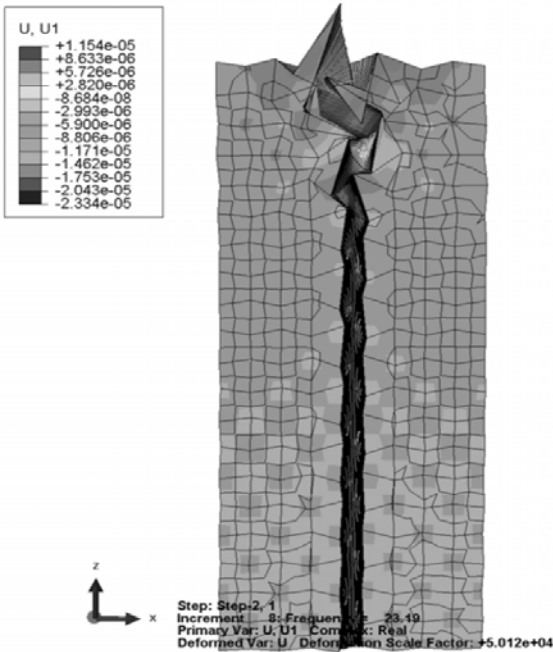 U, U1
+1.154e-05
+8.633e-06
+5.726e-06
+2.820e-06
-8.684e-08
-2.993e-06
-5.900e-06
-8.806e-06
-1.171e-05
-1.462e-05
-1.753e-05
-2.043e-05
-2.334e-05
z
x
Step: Step-2, 1
Increment 8: = 23.19
Primary Var: U, U1 Real
Deformed Var: U Scale Factor: +5.012e+04